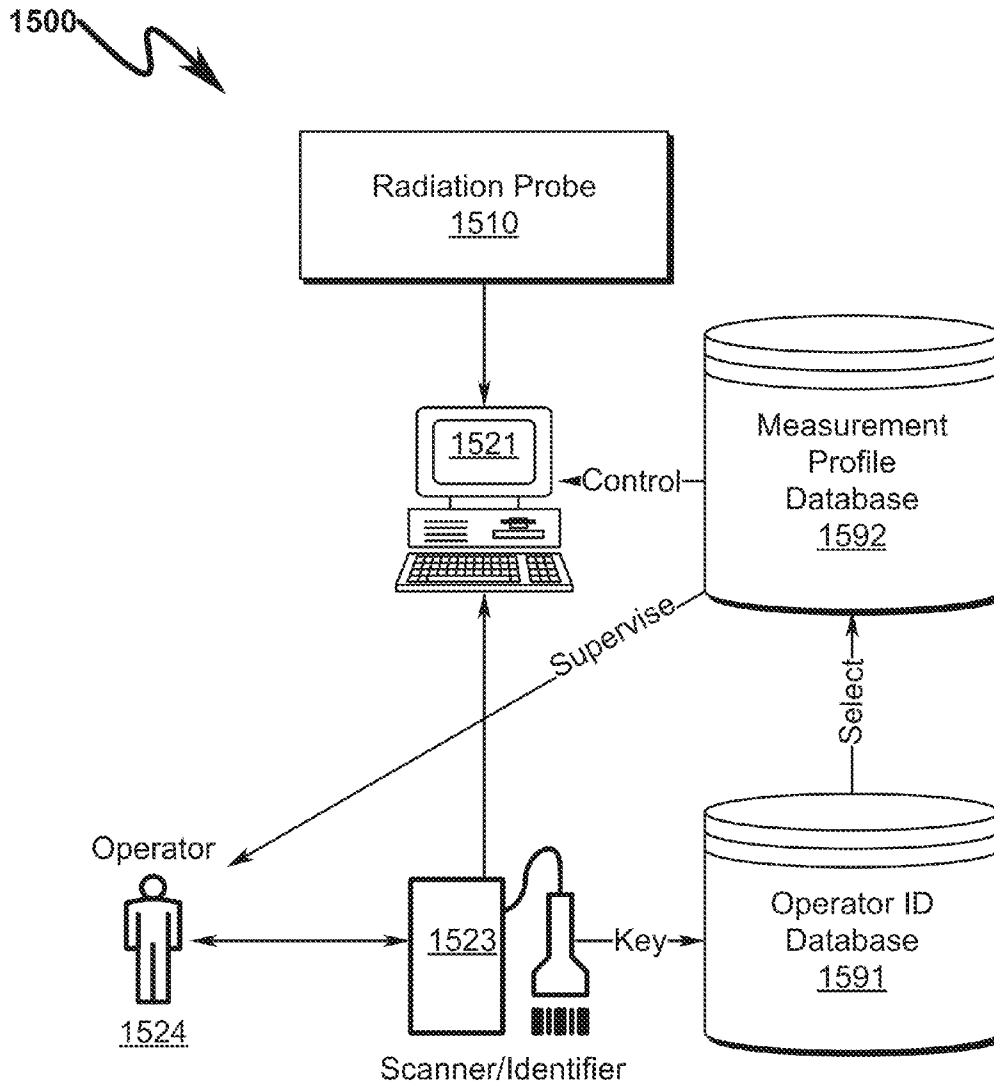 1500
Radiation Probe
1510
1521
Control
Measurement
Profile
Database
1592
Supervise
Select
Operator
1524
1523
Key
Operator ID
Database
1591
Scanner/Identifier